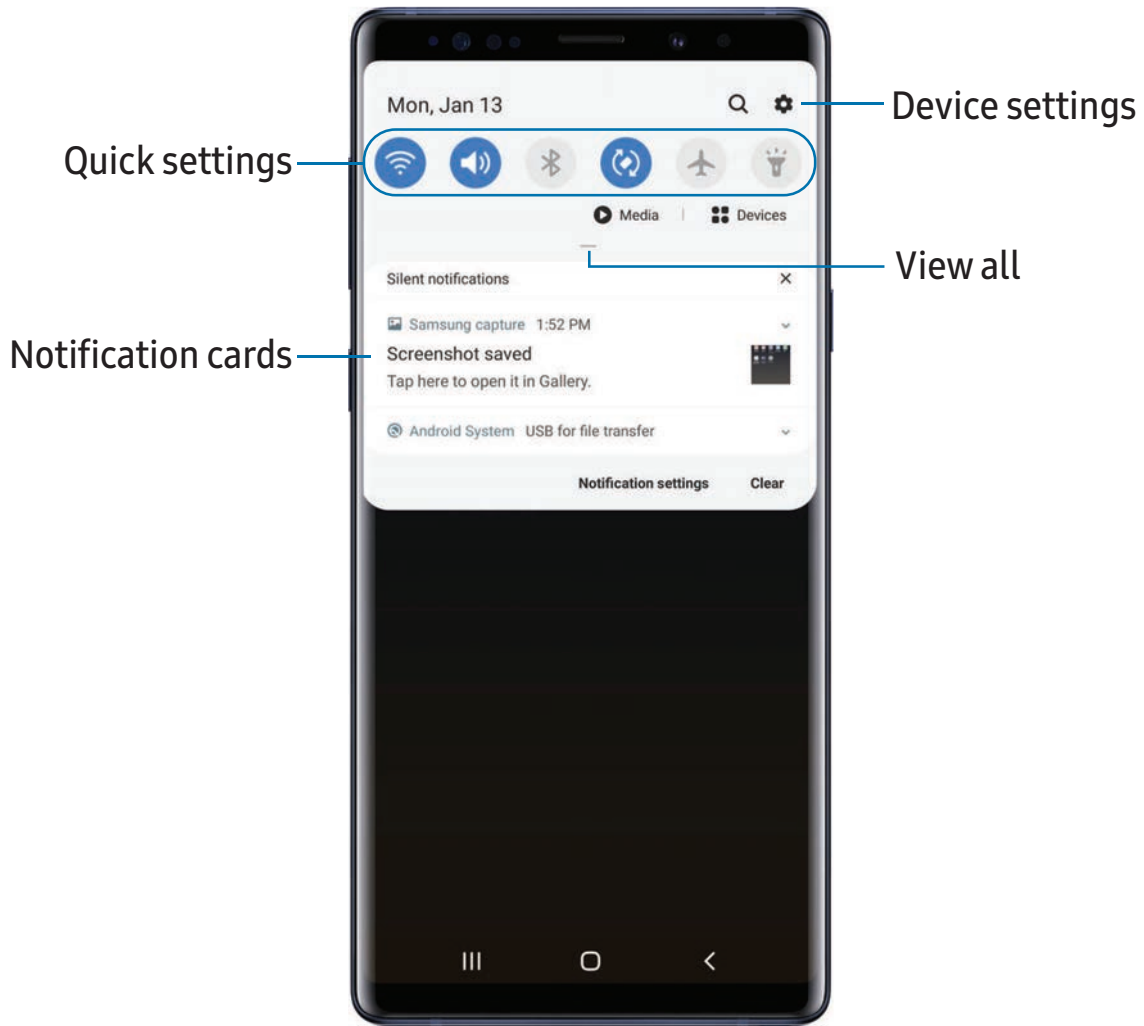 Mon, Jan 13
Device settings
Quick settings
Media
Devices
View all
Silent notifications
Samsung capture 1:52 PM
Notification cards
Screenshot saved
Tap here to open it in Gallery.
Android System USB for file transfer
Notification settings Clear